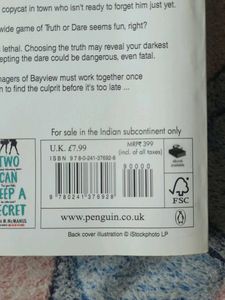 copycat in town who isn't ready to forget him just yet.
wide game of Truth or Dare seems fun, right?
lethal. Choosing the truth may reveal your darkest
epting the dare could be dangerous, even fatal.
nagers of Bayview must work together once
n to find the culprit before it's too late ...
For sale in the Indian subcontinent only
U.K. £7.99
MRP₹ 399
(incl. of all taxes)
ISBN 978-0-241-37692-8
90000
9 780241 376928
FSC
www.penguin.co.uk
Back cover illustration © iStockphoto LP
TWO
CAN
EEP A
ECRET
M. McMANUS